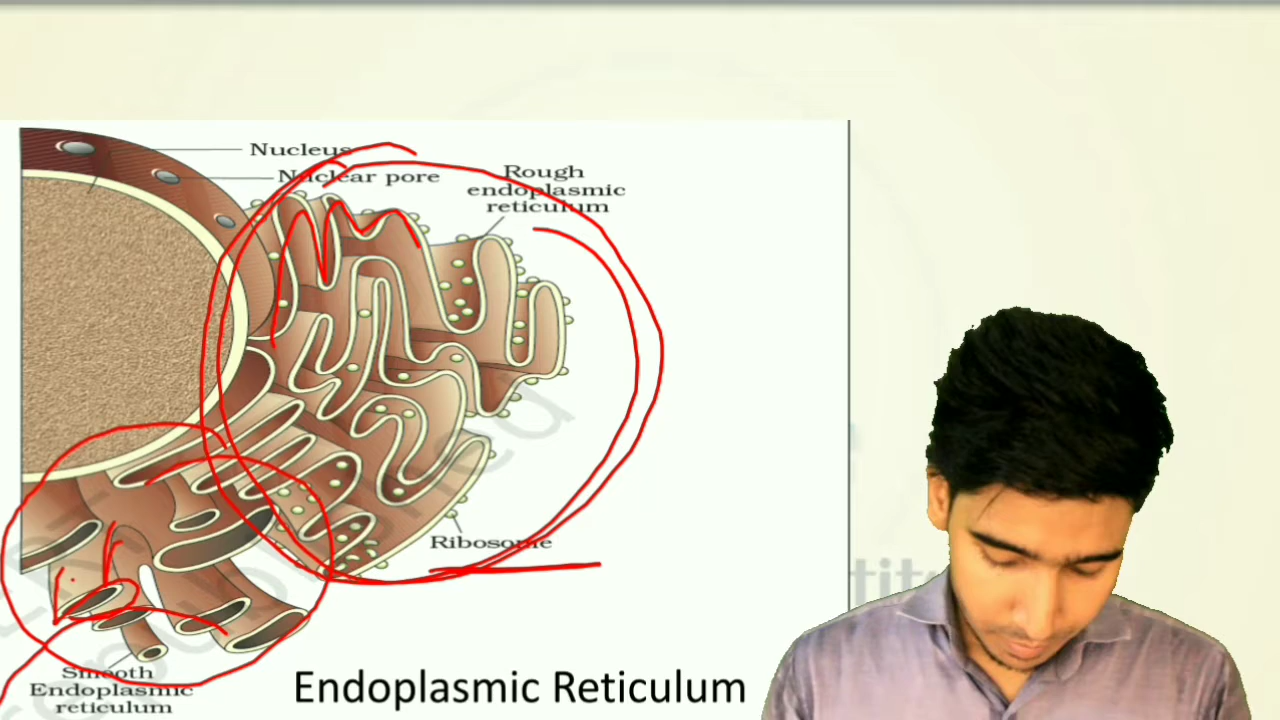 Nucleus
Nuclear pore
Rough
endoplasmic
reticulum
Ribosome
Smooth
Endoplasmic
reticulum
Endoplasmic Reticulum